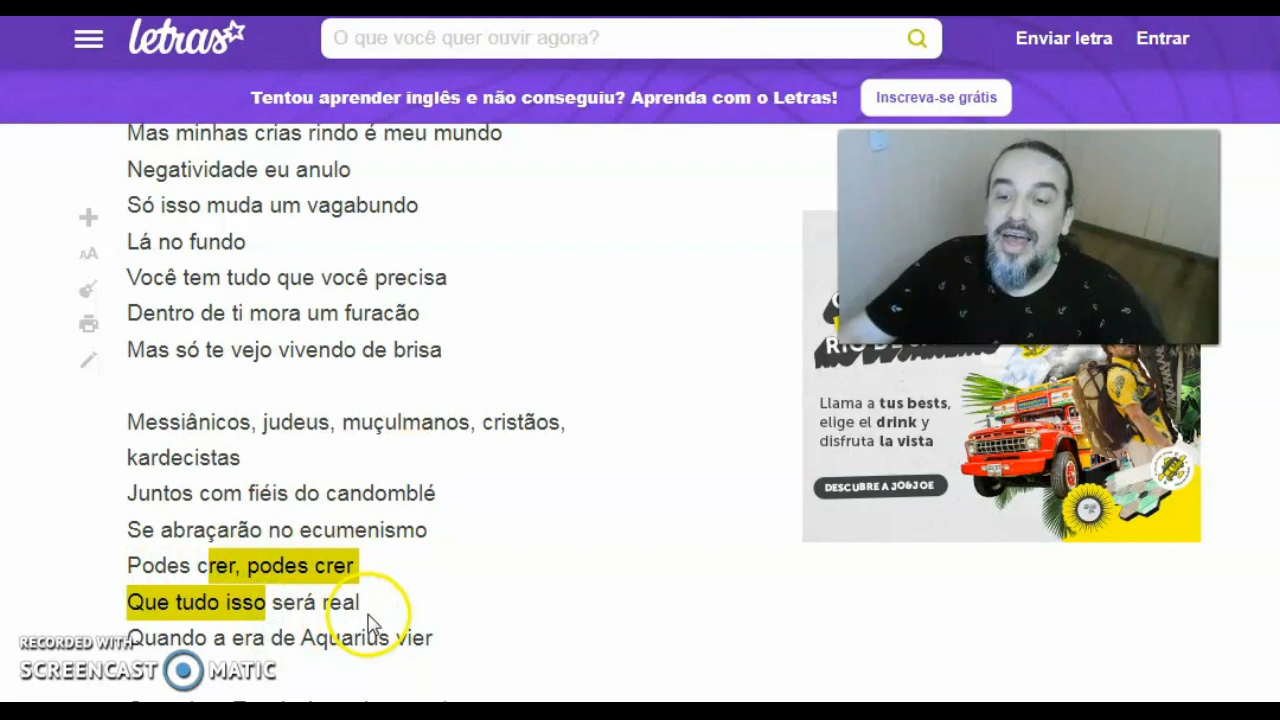 letras
O que você quer ouvir agora?
Enviar letra
Entrar
Tentou aprender inglês e não conseguiu? Aprenda com o Letras!
Inscreva-se grátis
Mas minhas crias rindo é meu mundo
Negatividade eu anulo
Só isso muda um vagabundo
Lá no fundo
Você tem tudo que você precisa
Dentro de ti mora um furacão
Mas só te vejo vivendo de brisa
AA
Messiânicos, judeus, muçulmanos, cristãos,
kardecistas
Juntos com fiéis do candomblé
Se abraçarão no ecumenismo
Podes crer, podes crer
Que tudo isso será real
Quando a era de Aquarius vier
Llama a tus bests,
elige el drink y
disfruta la vista
DESCUBRE A JO&JOE
RECORDED WITH
SCREENCAST MATIC